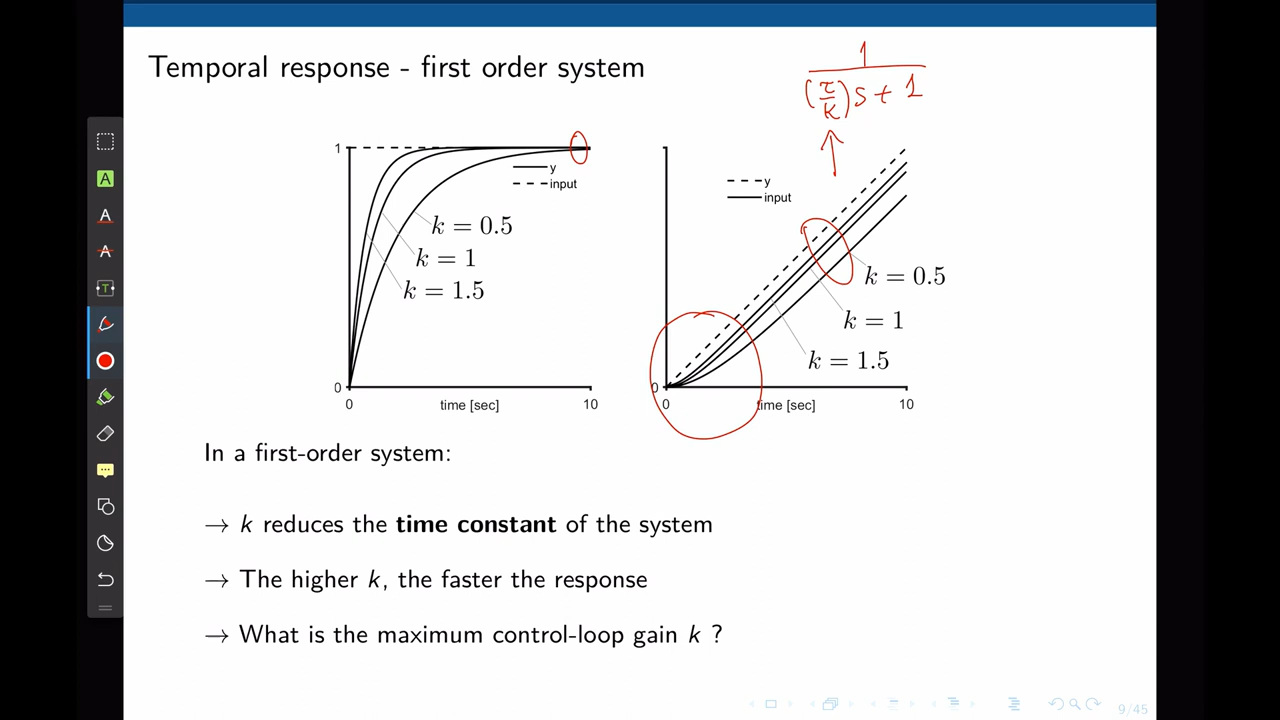 Temporal response - first order system
1
(τ/k)s + 1
1
y
input
k = 0.5
k = 1
k = 1.5
0
0
time [sec]
10
y
input
k = 0.5
k = 1
k = 1.5
0
0
time [sec]
10
In a first-order system:
→ k reduces the time constant of the system
→ The higher k, the faster the response
→ What is the maximum control-loop gain k ?
9/45
A
A
A
T